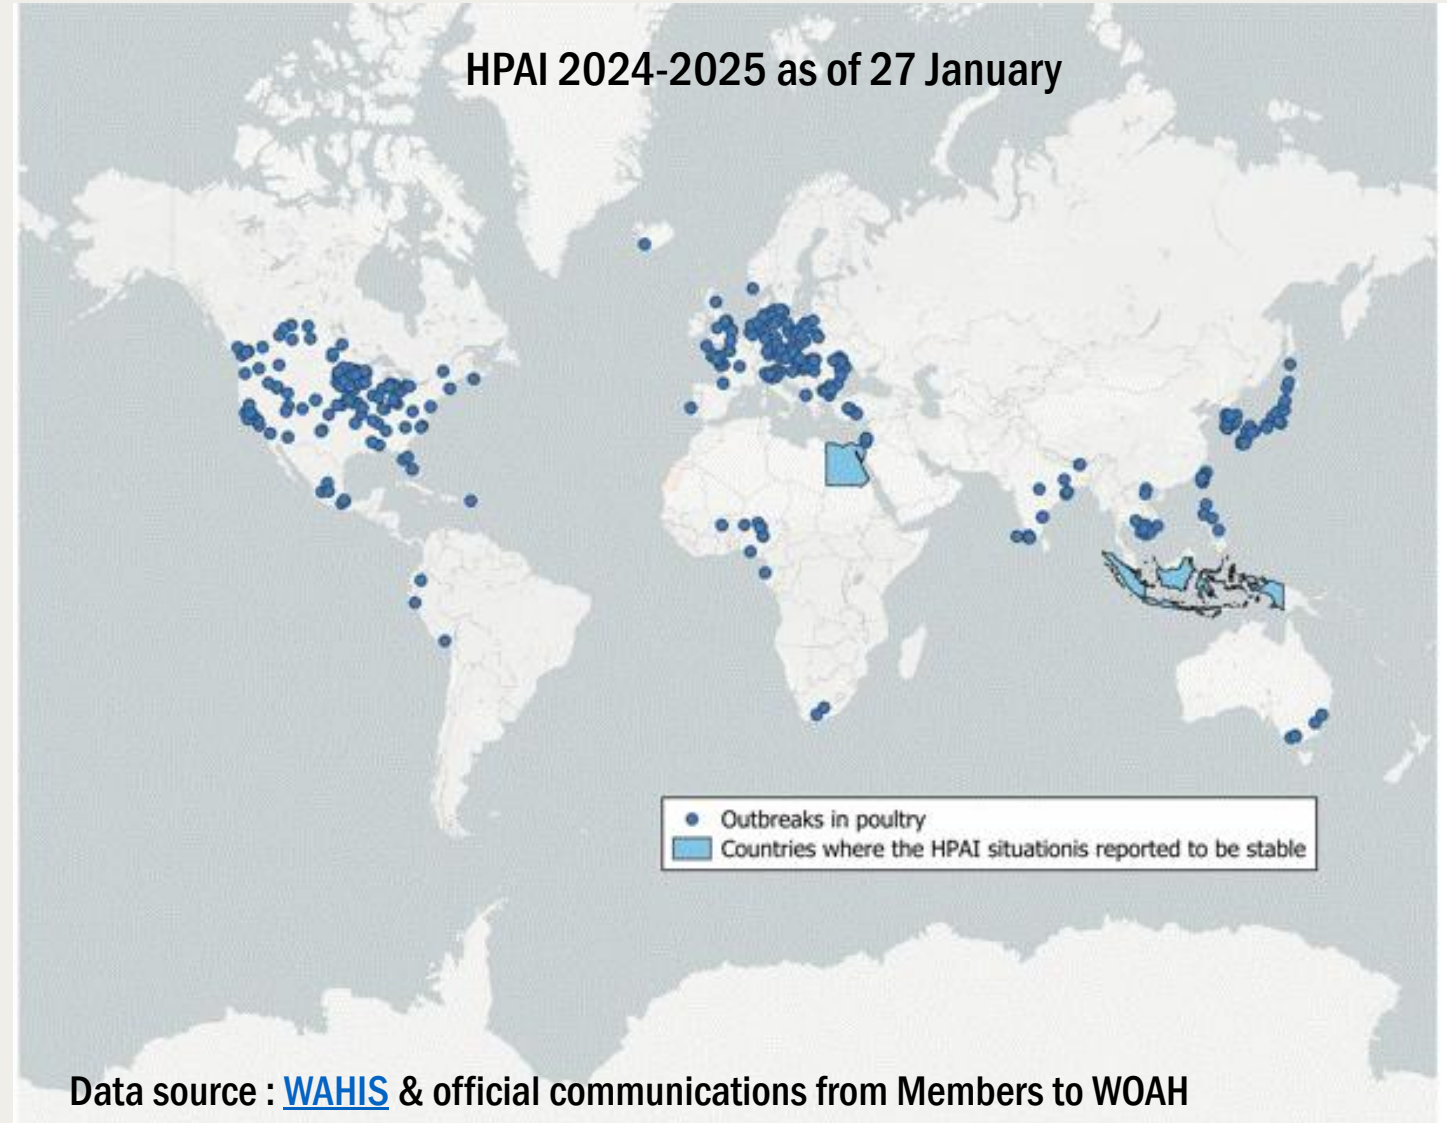 HPAI 2024-2025 as of 27 January
Outbreaks in poultry
Countries where the HPAI situationis reported to be stable
Data source : WAHIS & official communications from Members to WOAH